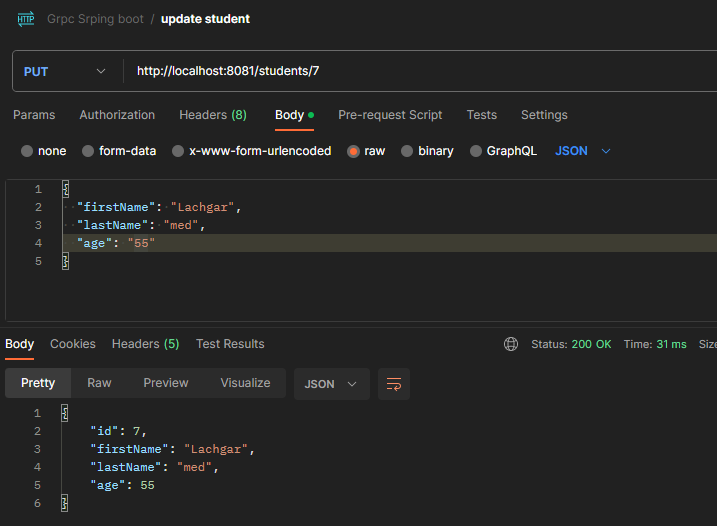 HTTP Grpc Srping boot / update student
PUT http://localhost:8081/students/7
Params Authorization Headers (8) Body Pre-request Script Tests Settings
none form-data x-www-form-urlencoded raw binary GraphQL JSON
1 {
2 "firstName": "Lachgar",
3 "lastName": "med",
4 "age": "55"
5 }
Body Cookies Headers (5) Test Results Status: 200 OK Time: 31 ms Size
Pretty Raw Preview Visualize JSON
1 {
2 "id": 7,
3 "firstName": "Lachgar",
4 "lastName": "med",
5 "age": 55
6 }